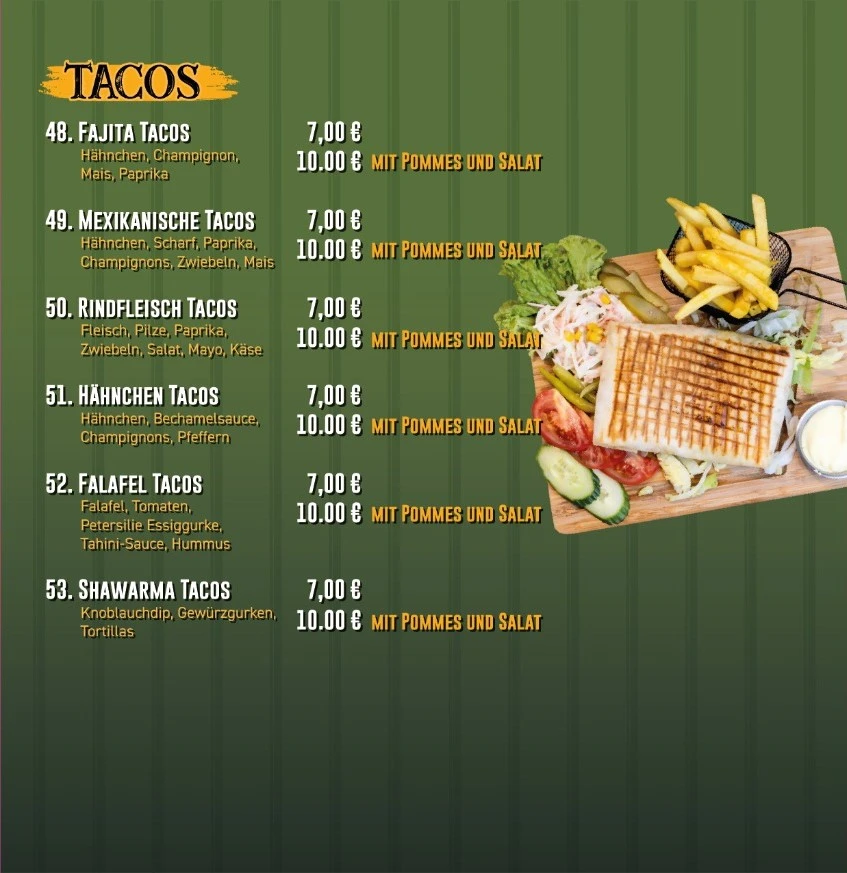 TACOS
48. FAJITA TACOS 7,00 €
Hähnchen, Champignon, 10.00 € MIT POMMES UND SALAT
Mais, Paprika
49. MEXIKANISCHE TACOS 7,00 €
Hähnchen, Scharf, Paprika, 10.00 € MIT POMMES UND SALAT
Champignons, Zwiebeln, Mais
50. RINDFLEISCH TACOS 7,00 €
Fleisch, Pilze, Paprika, 10.00 € MIT POMMES UND SALAT
Zwiebeln, Salat, Mayo, Käse
51. HÄHNCHEN TACOS 7,00 €
Hähnchen, Bechamelsauce, 10.00 € MIT POMMES UND SALAT
Champignons, Pfeffern
52. FALAFEL TACOS 7,00 €
Falafel, Tomaten, 10.00 € MIT POMMES UND SALAT
Petersilie Essiggurke,
Tahini-Sauce, Hummus
53. SHAWARMA TACOS 7,00 €
Knoblauchdip, Gewürzgurken, 10.00 € MIT POMMES UND SALAT
Tortillas